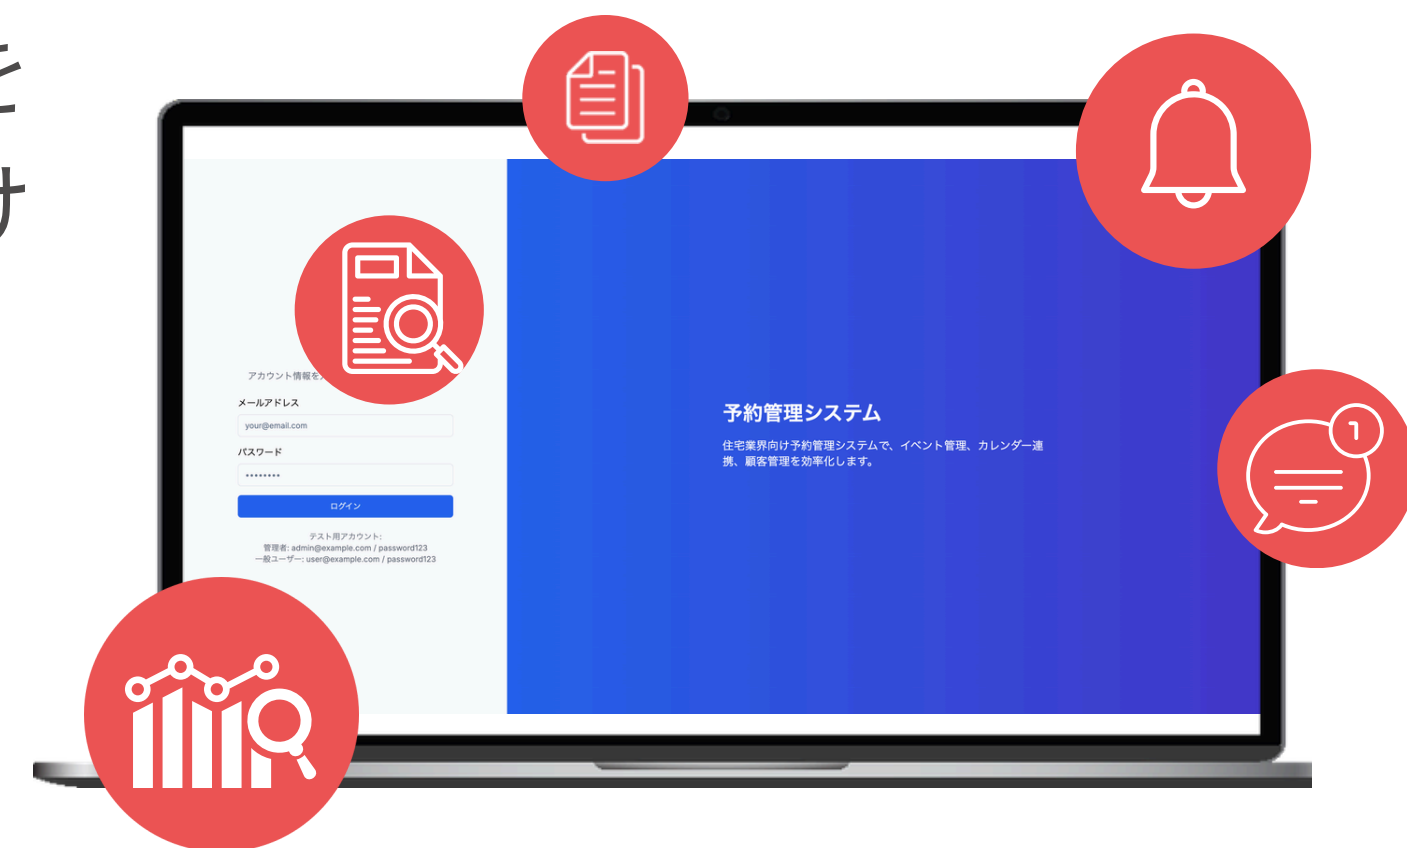 を
け
アカウント情報を
メールアドレス
your@email.com
パスワード
••••••••
ログイン
テスト用アカウント:
管理者: admin@example.com / password123
一般ユーザー: user@example.com / password123
予約管理システム
住宅業界向け予約管理システムで、イベント管理、カレンダー連
携、顧客管理を効率化します。
1